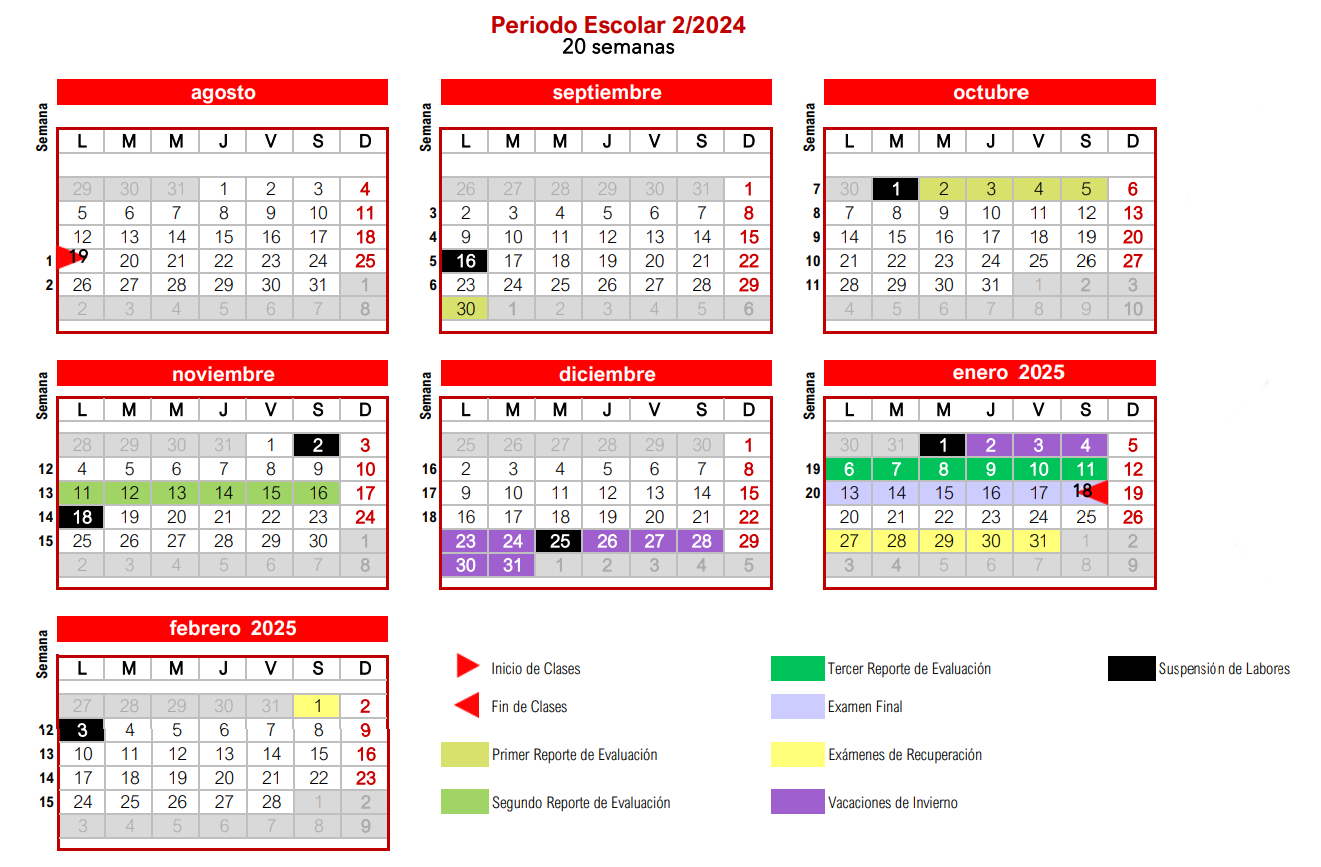 Periodo Escolar 2/2024
20 semanas
agosto
Semana
L M M J V S D
29 30 31 1 2 3 4
5 6 7 8 9 10 11
12 13 14 15 16 17 18
1 19 20 21 22 23 24 25
2 26 27 28 29 30 31 1
2 3 4 5 6 7 8
septiembre
Semana
L M M J V S D
26 27 28 29 30 31 1
3 2 3 4 5 6 7 8
4 9 10 11 12 13 14 15
5 16 17 18 19 20 21 22
6 23 24 25 26 27 28 29
30 1 2 3 4 5 6
octubre
Semana
L M M J V S D
7 30 1 2 3 4 5 6
8 7 8 9 10 11 12 13
9 14 15 16 17 18 19 20
10 21 22 23 24 25 26 27
11 28 29 30 31 1 2 3
4 5 6 7 8 9 10
noviembre
Semana
L M M J V S D
28 29 30 31 1 2 3
12 4 5 6 7 8 9 10
13 11 12 13 14 15 16 17
14 18 19 20 21 22 23 24
15 25 26 27 28 29 30 1
2 3 4 5 6 7 8
diciembre
Semana
L M M J V S D
25 26 27 28 29 30 1
16 2 3 4 5 6 7 8
17 9 10 11 12 13 14 15
18 16 17 18 19 20 21 22
23 24 25 26 27 28 29
30 31 1 2 3 4 5
enero 2025
Semana
L M M J V S D
30 31 1 2 3 4 5
19 6 7 8 9 10 11 12
20 13 14 15 16 17 18 19
20 21 22 23 24 25 26
27 28 29 30 31 1 2
3 4 5 6 7 8 9
febrero 2025
Semana
L M M J V S D
27 28 29 30 31 1 2
12 3 4 5 6 7 8 9
13 10 11 12 13 14 15 16
14 17 18 19 20 21 22 23
15 24 25 26 27 28 1 2
3 4 5 6 7 8 9
Inicio de Clases
Fin de Clases
Primer Reporte de Evaluación
Segundo Reporte de Evaluación
Tercer Reporte de Evaluación
Examen Final
Exámenes de Recuperación
Vacaciones de Invierno
Suspensión de Labores